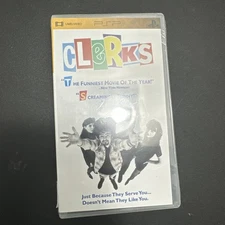 CLERKS
"THE FUNNIEST MOVIE OF THE YEAR!"
"SCREAMINGLY
Just Because They Serve You...
Doesn't Mean They Like You.